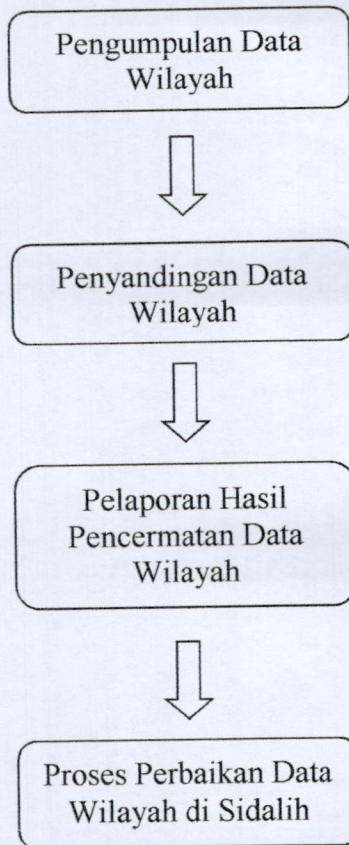 Pengumpulan Data
Wilayah
Penyandingan Data
Wilayah
Pelaporan Hasil
Pencermatan Data
Wilayah
Proses Perbaikan Data
Wilayah di Sidalih